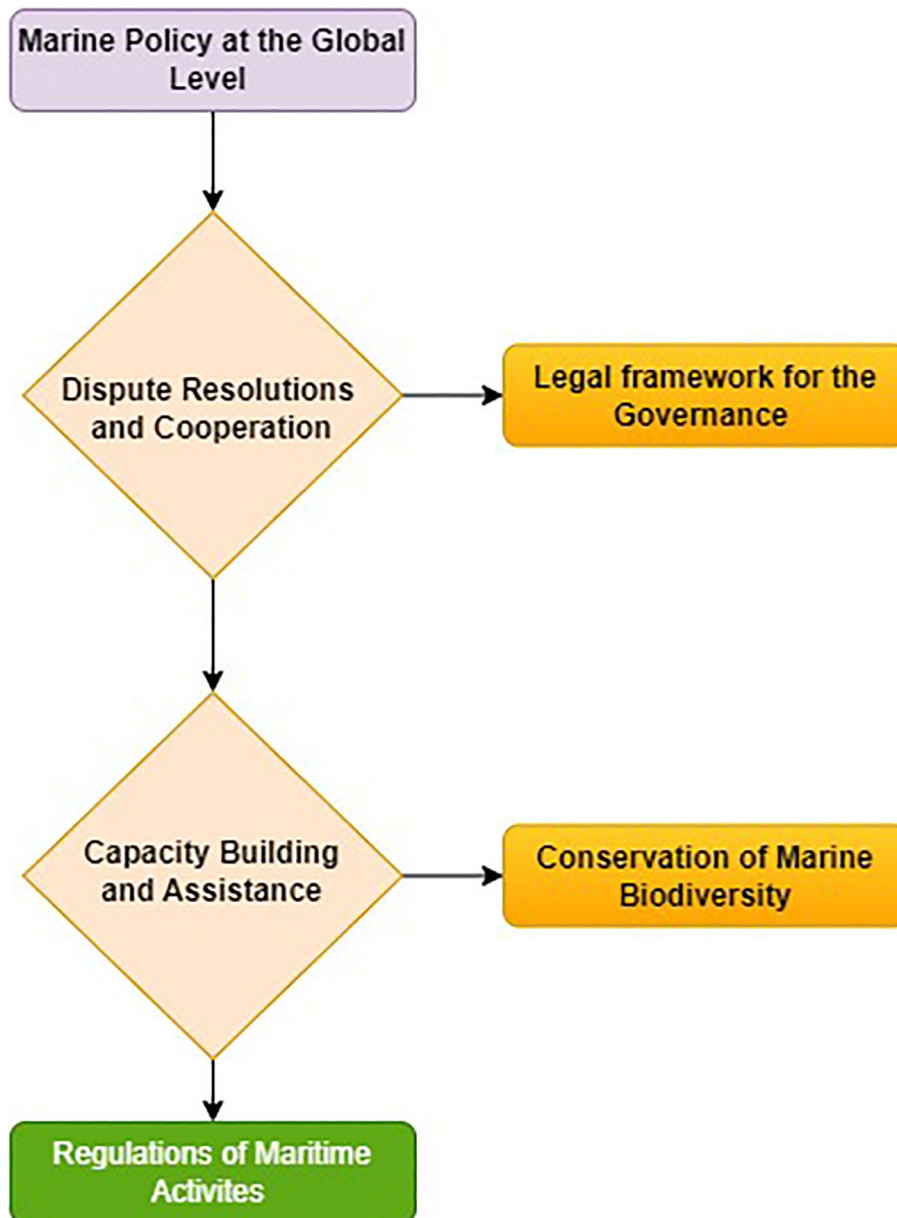 Marine Policy at the Global
Level
Dispute Resolutions
and Cooperation
Legal framework for the
Governance
Capacity Building
and Assistance
Conservation of Marine
Biodiversity
Regulations of Maritime
Activites